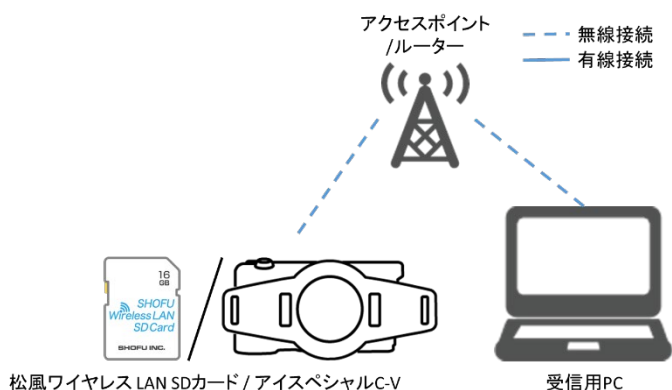 アクセスポイント
/ルーター
無線接続
有線接続
16
GB
SHOFU
Wireless LAN
SD Card
SHOFU INC.
松風ワイヤレス LAN SDカード / アイスペシャルC-V
受信用PC